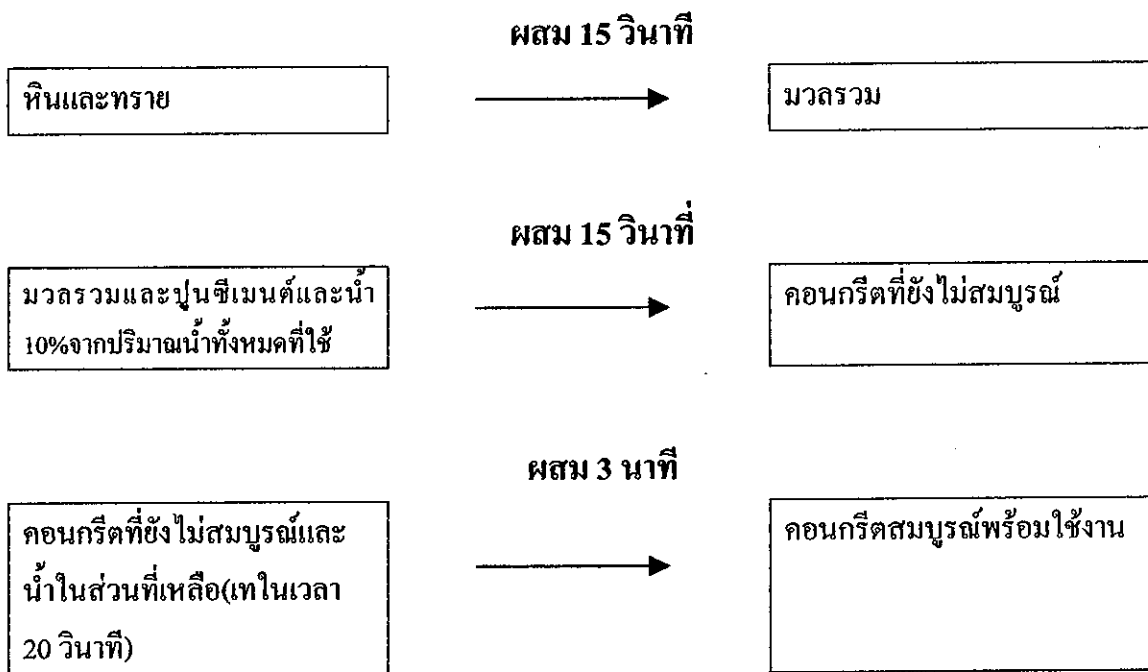 ผสม 15 วินาที
หินและทราย
มวลรวม
ผสม 15 วินาที่
มวลรวมและปูนซีเมนต์และน้ำ
10%จากปริมาณน้ำทั้งหมดที่ใช้
คอนกรีตที่ยังไม่สมบูรณ์
ผสม 3 นาที
คอนกรีตที่ยังไม่สมบูรณ์และ
น้ำในส่วนที่เหลือ(เทในเวลา
20 วินาที)
คอนกรีตสมบูรณ์พร้อมใช้งาน